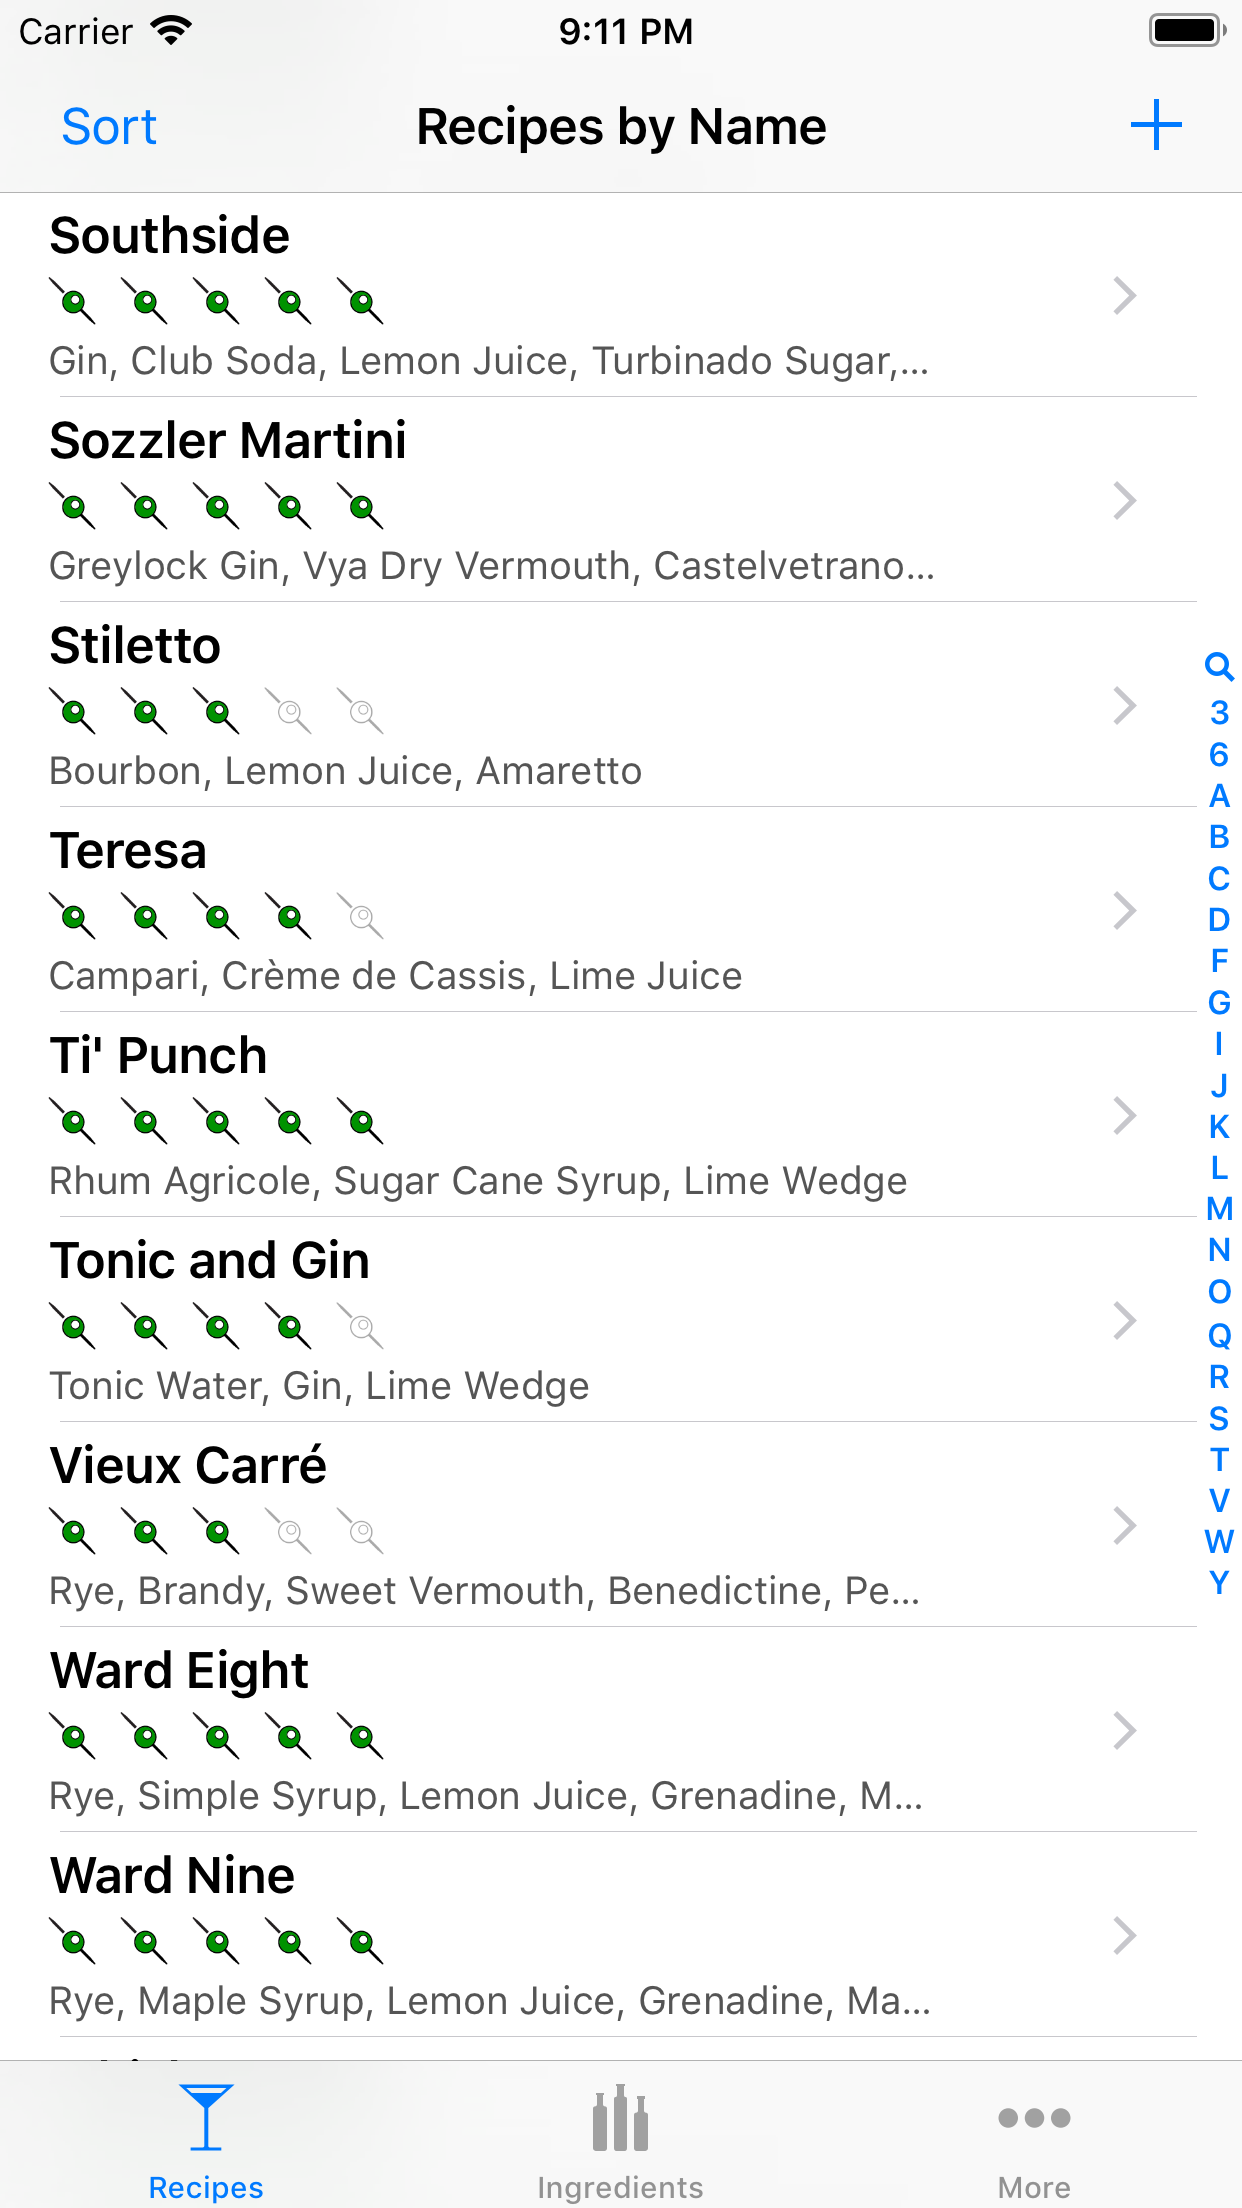 Carrier 9:11 PM
Sort Recipes by Name
Southside
Gin, Club Soda, Lemon Juice, Turbinado Sugar,...
Sozzler Martini
Greylock Gin, Vya Dry Vermouth, Castelvetrano...
Stiletto
Bourbon, Lemon Juice, Amaretto
Teresa
Campari, Crème de Cassis, Lime Juice
Ti' Punch
Rhum Agricole, Sugar Cane Syrup, Lime Wedge
Tonic and Gin
Tonic Water, Gin, Lime Wedge
Vieux Carré
Rye, Brandy, Sweet Vermouth, Benedictine, Pe...
Ward Eight
Rye, Simple Syrup, Lemon Juice, Grenadine, M...
Ward Nine
Rye, Maple Syrup, Lemon Juice, Grenadine, Ma...
3
6
A
B
C
D
F
G
I
J
K
L
M
N
O
Q
R
S
T
V
W
Y
Recipes Ingredients More